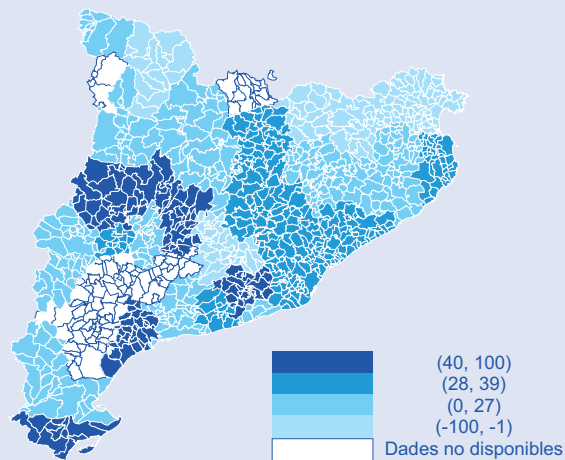 (40, 100)
(28, 39)
(0, 27)
(-100, -1)
Dades no disponibles